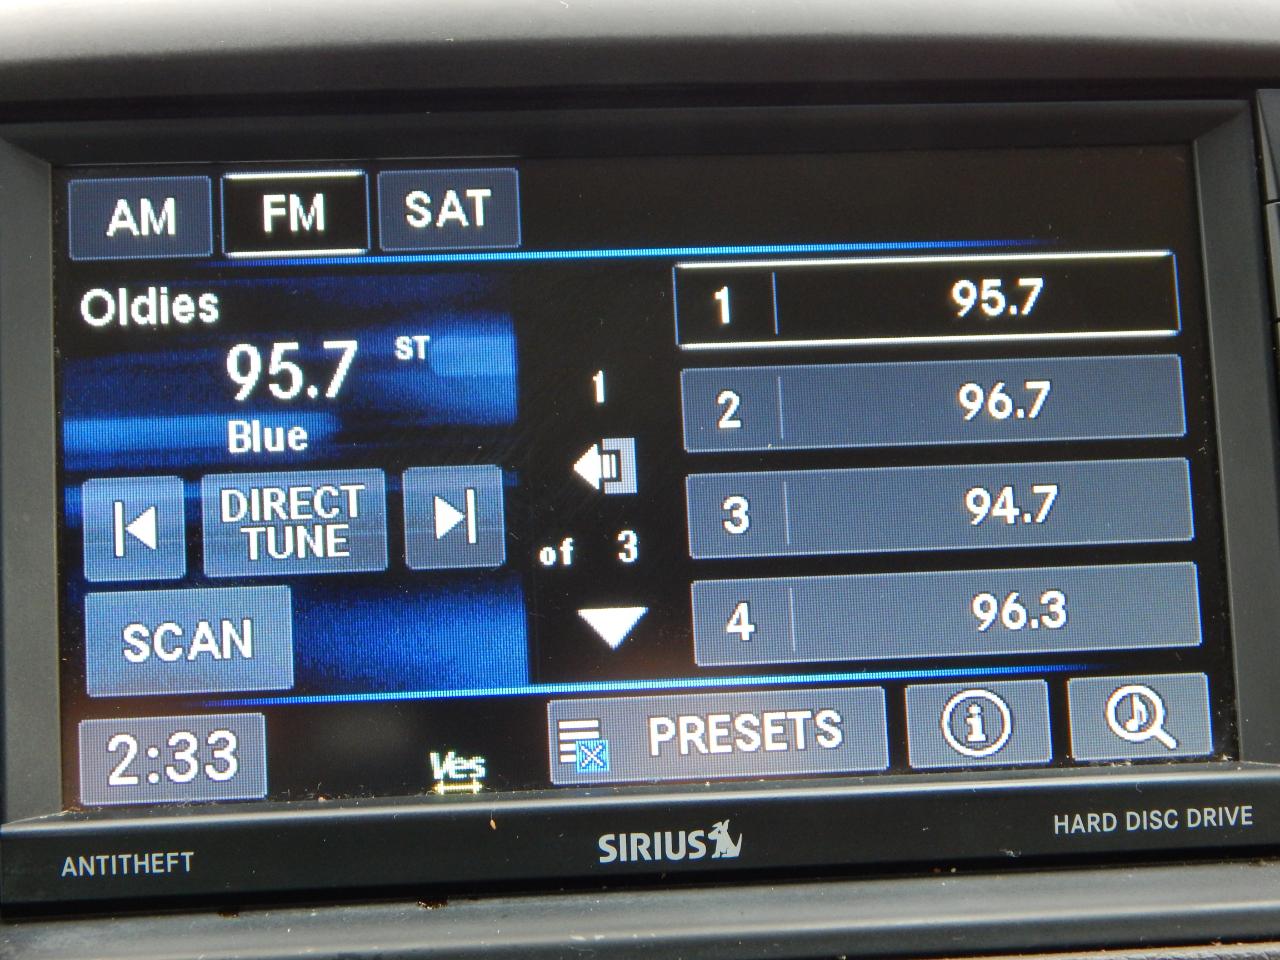 AM FM SAT
Oldies
95.7 ST
Blue
DIRECT
TUNE
SCAN
1
of 3
1 95.7
2 96.7
3 94.7
4 96.3
2:33
Ves
PRESETS
i
ANTITHEFT
SIRIUS
HARD DISC DRIVE